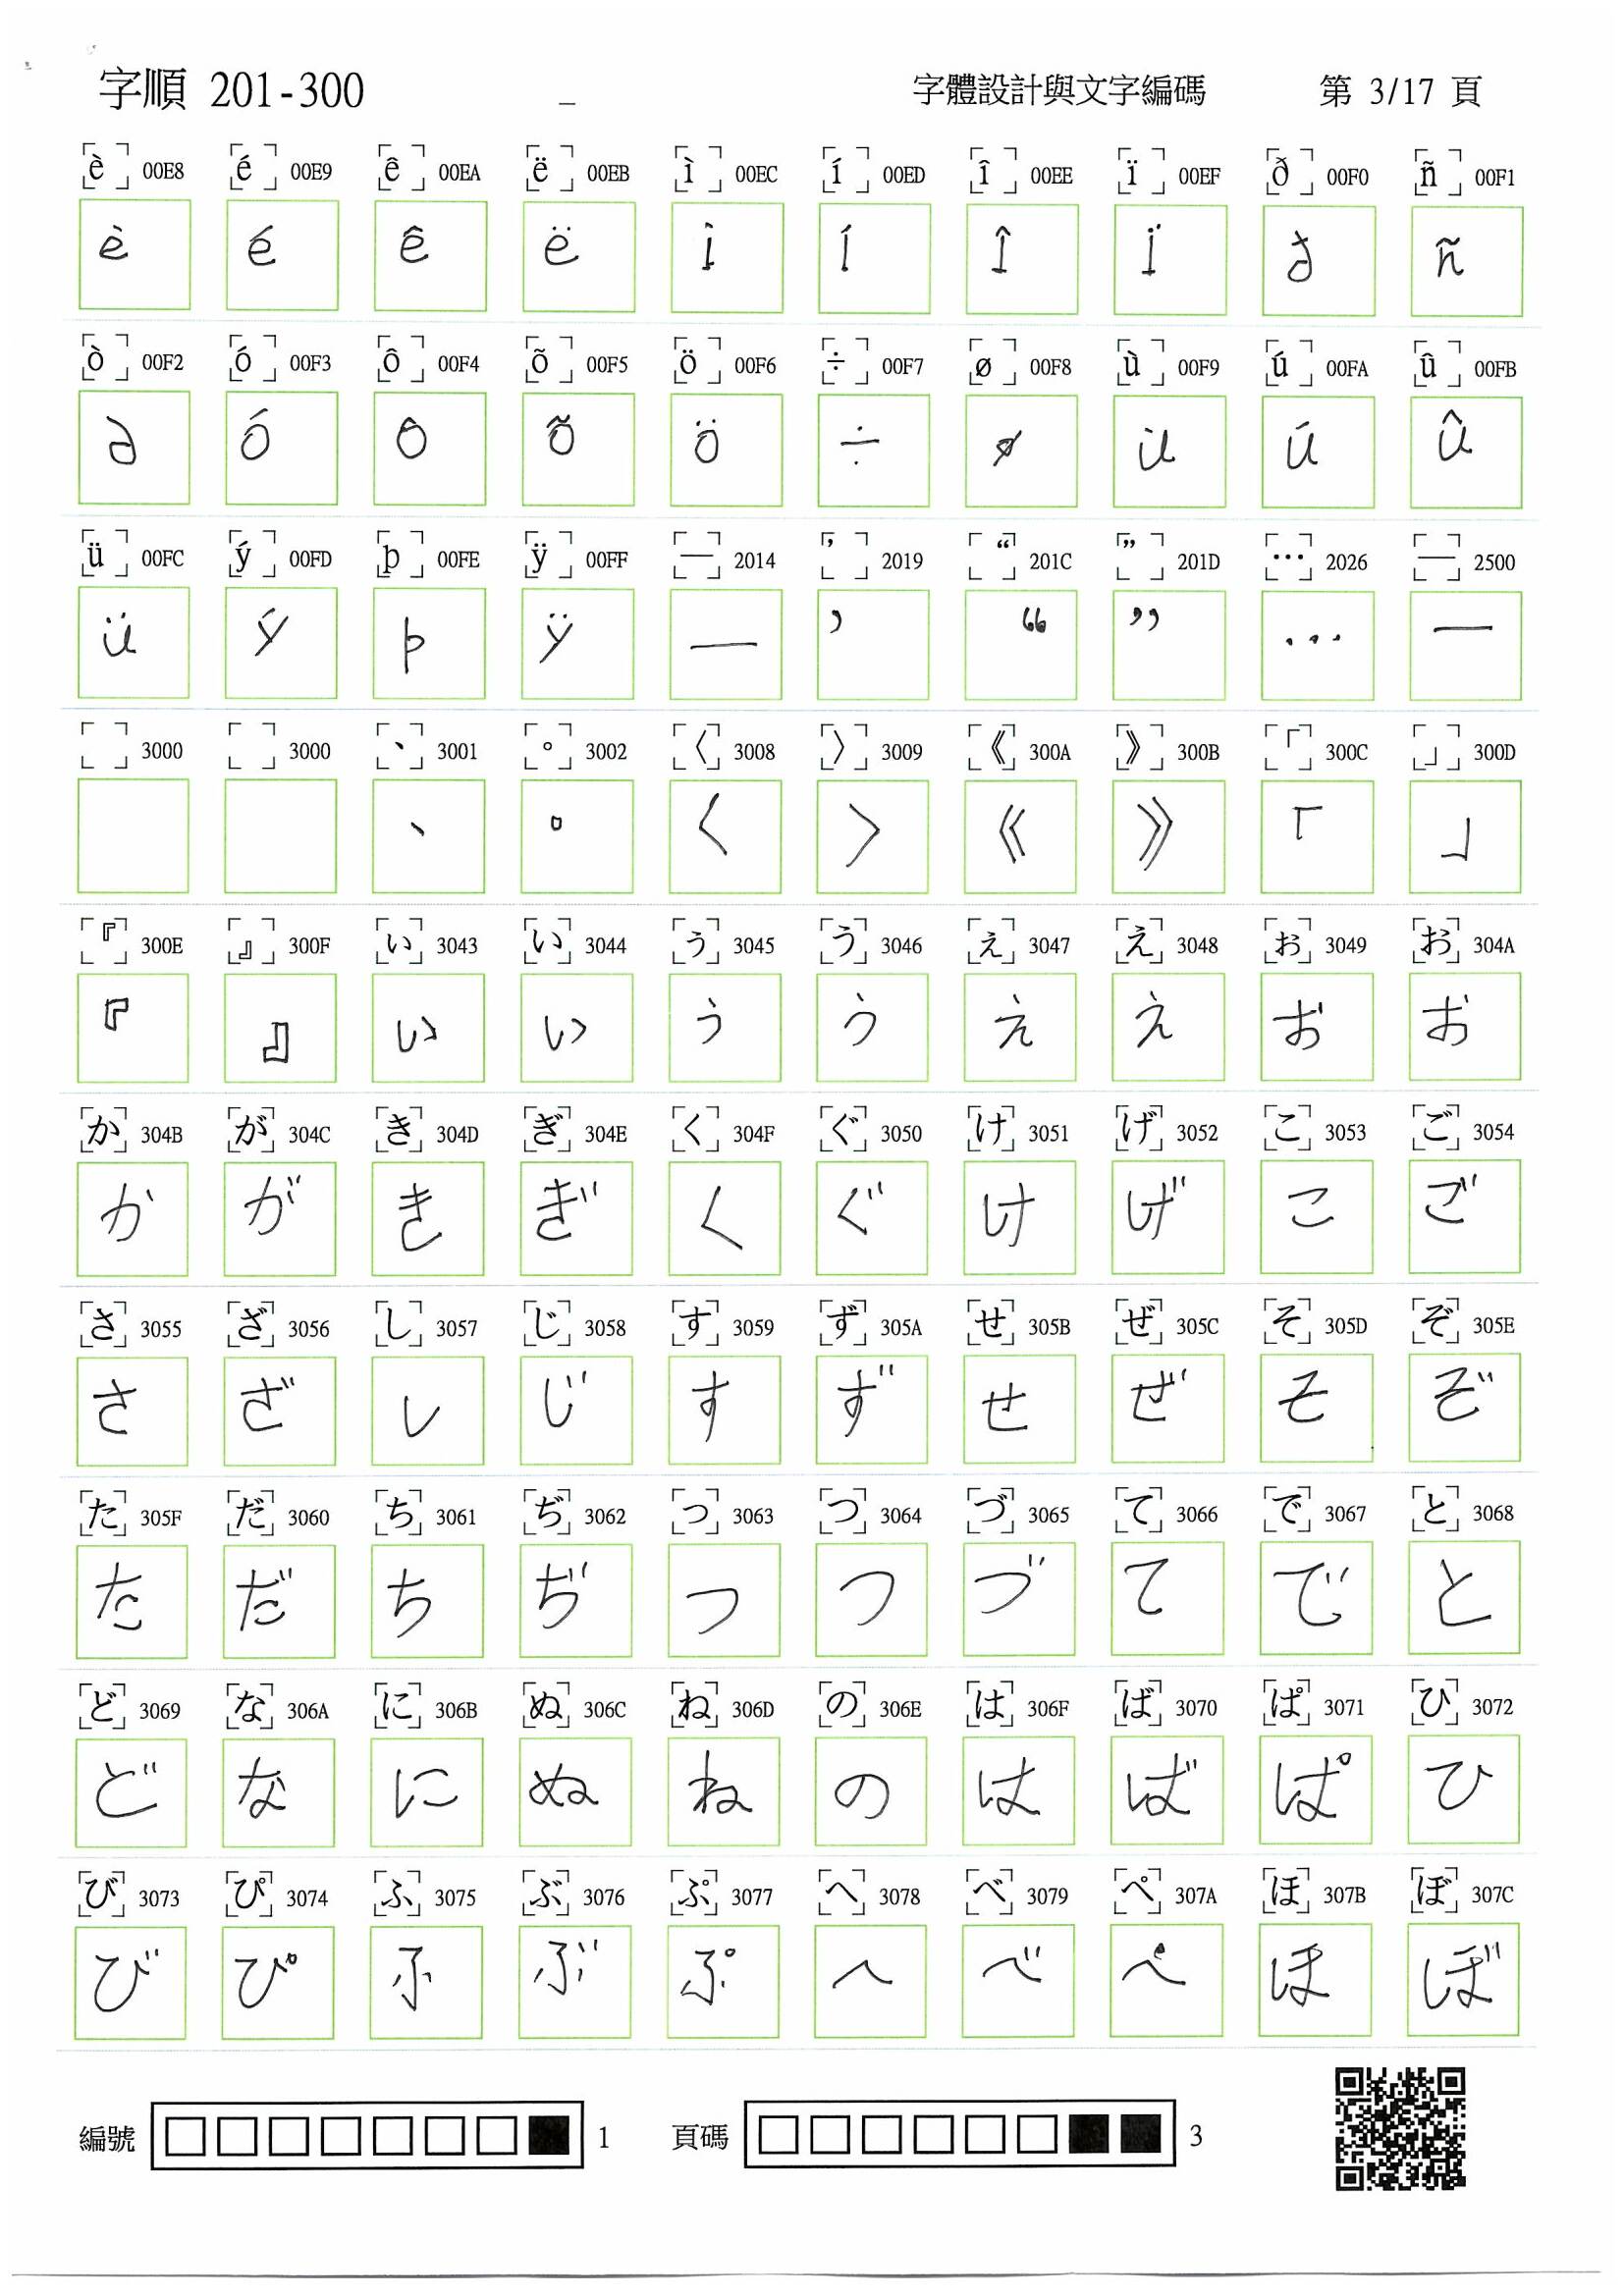 字順 201-300 _ 字體設計與文字編碼 第 3/17 頁
è 00E8 é 00E9 ê 00EA ë 00EB ì 00EC í 00ED î 00EE ï 00EF ð 00F0 ñ 00F1
è é ê ë ì í î ï ð ñ
ò 00F2 ó 00F3 ô 00F4 õ 00F5 ö 00F6 ÷ 00F7 ø 00F8 ù 00F9 ú 00FA û 00FB
ó ô õ ö ÷ ø ù ú û
ü 00FC ý 00FD þ 00FE ÿ 00FF — 2014 ’ 2019 “ 201C ” 201D … 2026 ─ 2500
ü ý þ ÿ — ’ “ ” … ─
3000 3000 、 3001 。 3002 〈 3008 〉 3009 《 300A 》 300B 「 300C 」 300D
、 。 〈 〉 《 》 「 」
『 300E 』 300F ぃ 3043 い 3044 ぅ 3045 う 3046 ぇ 3047 え 3048 ぉ 3049 お 304A
『 』 ぃ い ぅ う ぇ え ぉ お
か 304B が 304C き 304D ぎ 304E く 304F ぐ 3050 け 3051 げ 3052 こ 3053 ご 3054
か が き ぎ く ぐ け げ こ ご
さ 3055 ざ 3056 し 3057 じ 3058 す 3059 ず 305A せ 305B ぜ 305C そ 305D ぞ 305E
さ ざ し じ す ず せ ぜ そ ぞ
た 305F だ 3060 ち 3061 ぢ 3062 っ 3063 つ 3064 づ 3065 て 3066 で 3067 と 3068
た だ ち ぢ っ つ づ て で と
ど 3069 な 306A に 306B ぬ 306C ね 306D の 306E は 306F ば 3070 ぱ 3071 ひ 3072
ど な に ぬ ね の は ば ぱ ひ
び 3073 ぴ 3074 ふ 3075 ぶ 3076 ぷ 3077 へ 3078 べ 3079 ぺ 307A ほ 307B ぼ 307C
び ぴ ふ ぶ ぷ へ べ ぺ ほ ぼ
編號 1 頁碼 3